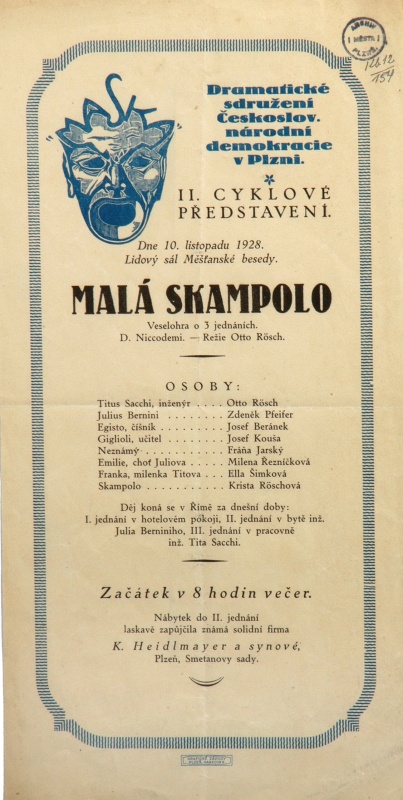 ARCHIV
MĚSTA
PLZNĚ
"MASKA"
Dramatické
sdružení
Českoslov.
národní
demokracie
v Plzni.
II. CYKLOVÉ
PŘEDSTAVENÍ.
Dne 10. listopadu 1928.
Lidový sál Měšťanské besedy.
MALÁ SKAMPOLO
Veselohra o 3 jednáních.
D. Niccodemi. — Režie Otto Rösch.
OSOBY:
Titus Sacchi, inženýr . . . . Otto Rösch
Julius Bernini . . . . . . . . Zdeněk Pfeifer
Egisto, číšník . . . . . . . . . Josef Beránek
Giglioli, učitel . . . . . . . . Josef Kouša
Neznámý . . . . . . . . . . . Fráňa Jarský
Emilie, choť Juliova . . . . . Milena Řezníčková
Franka, milenka Titova . . . Ella Šimková
Skampolo . . . . . . . . . . . Krista Röschová
Děj koná se v Římě za dnešní doby:
I. jednání v hotelovém pokoji, II. jednání v bytě inž.
Julia Berniniho, III. jednání v pracovně
inž. Tita Sacchi.
Začátek v 8 hodin večer.
Nábytek do II. jednání
laskavě zapůjčila známá solidní firma
K. Heidlmayer a synové,
Plzeň, Smetanovy sady.